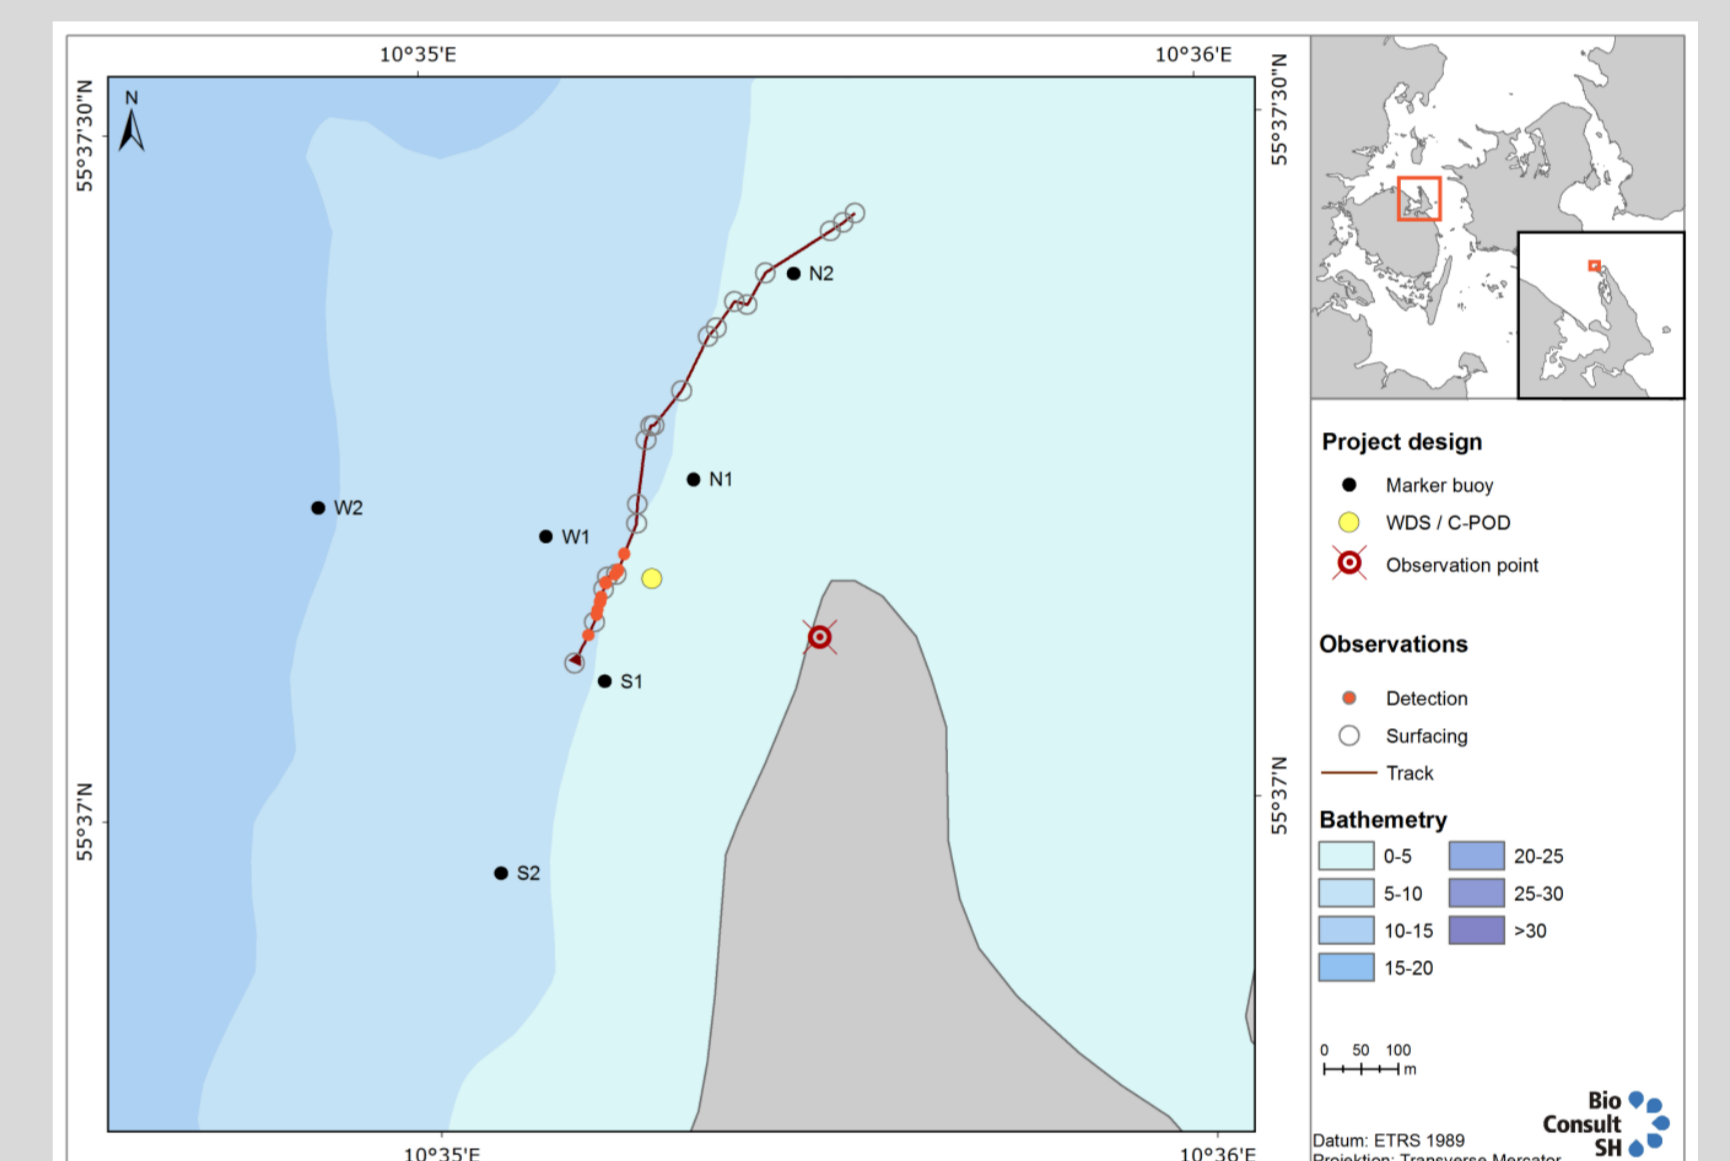 10°35'E
10°36'E
55°37'30"N
55°37'30"N
N
N2
N1
W2
W1
S1
S2
55°37'N
55°37'N
10°35'E
10°36'E
Project design
Marker buoy
WDS / C-POD
Observation point
Observations
Detection
Surfacing
Track
Bathemetry
0-5
20-25
5-10
25-30
10-15
>30
15-20
0 50 100
m
Bio
Consult
SH
Datum: ETRS 1989
Projektion: Transverse Mercator